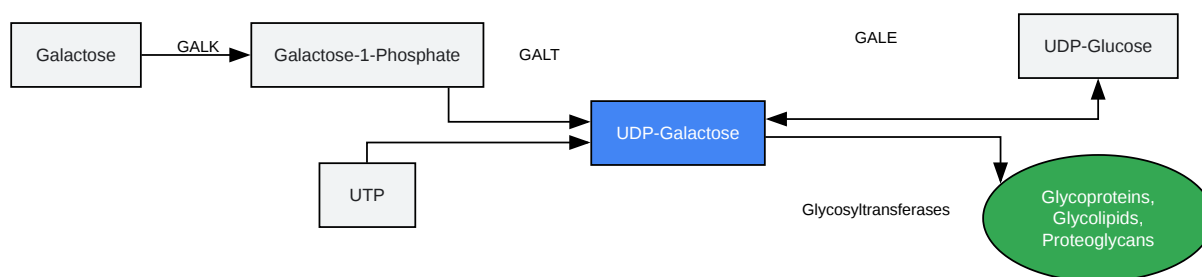 Galactose
GALK
Galactose-1-Phosphate
GALT
GALE
UDP-Glucose
UDP-Galactose
UTP
Glycosyltransferases
Glycoproteins,
Glycolipids,
Proteoglycans